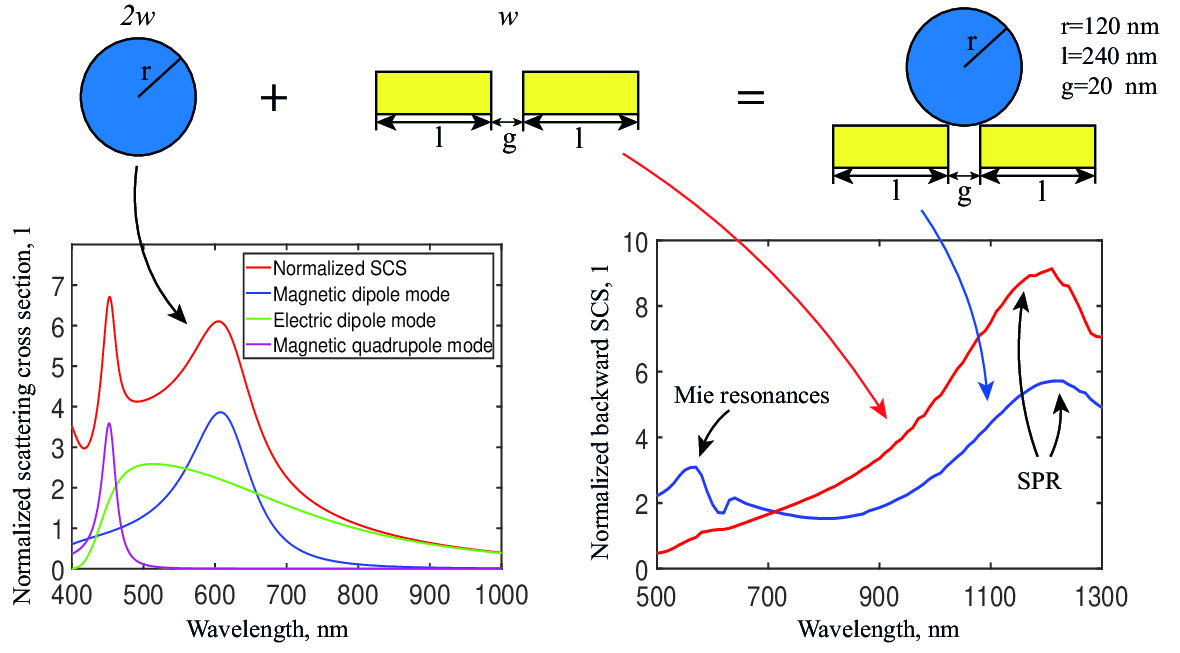 2w
w
r
+
=
r
r=120 nm
l=240 nm
g=20 nm
l
g
l
l
g
l
Normalized scattering cross section, 1
7
6
5
4
3
2
1
0
400
500
600
700
800
900
1000
Wavelength, nm
Normalized SCS
Magnetic dipole mode
Electric dipole mode
Magnetic quadrupole mode
Normalized backward SCS, 1
10
8
6
4
2
0
500
700
900
1100
1300
Wavelength, nm
Mie resonances
SPR